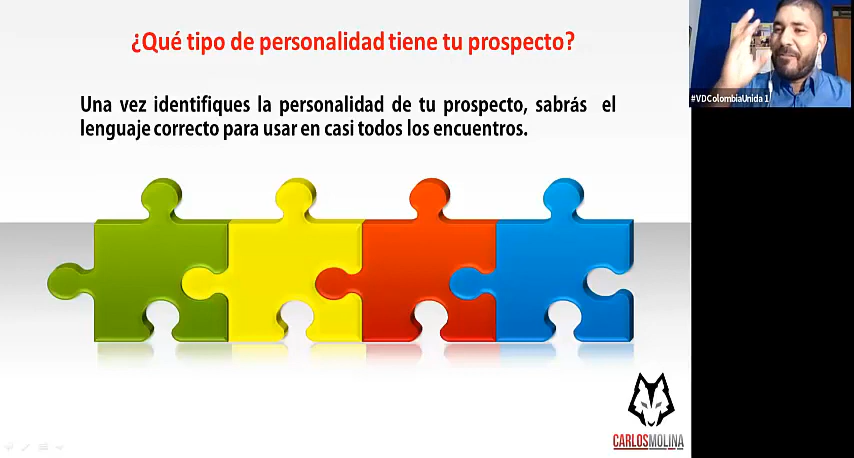 ¿Qué tipo de personalidad tiene tu prospecto?
Una vez identifiques la personalidad de tu prospecto, sabrás el
lenguaje correcto para usar en casi todos los encuentros.
#VDColombiaUnida 1
CARLOSMOLINA